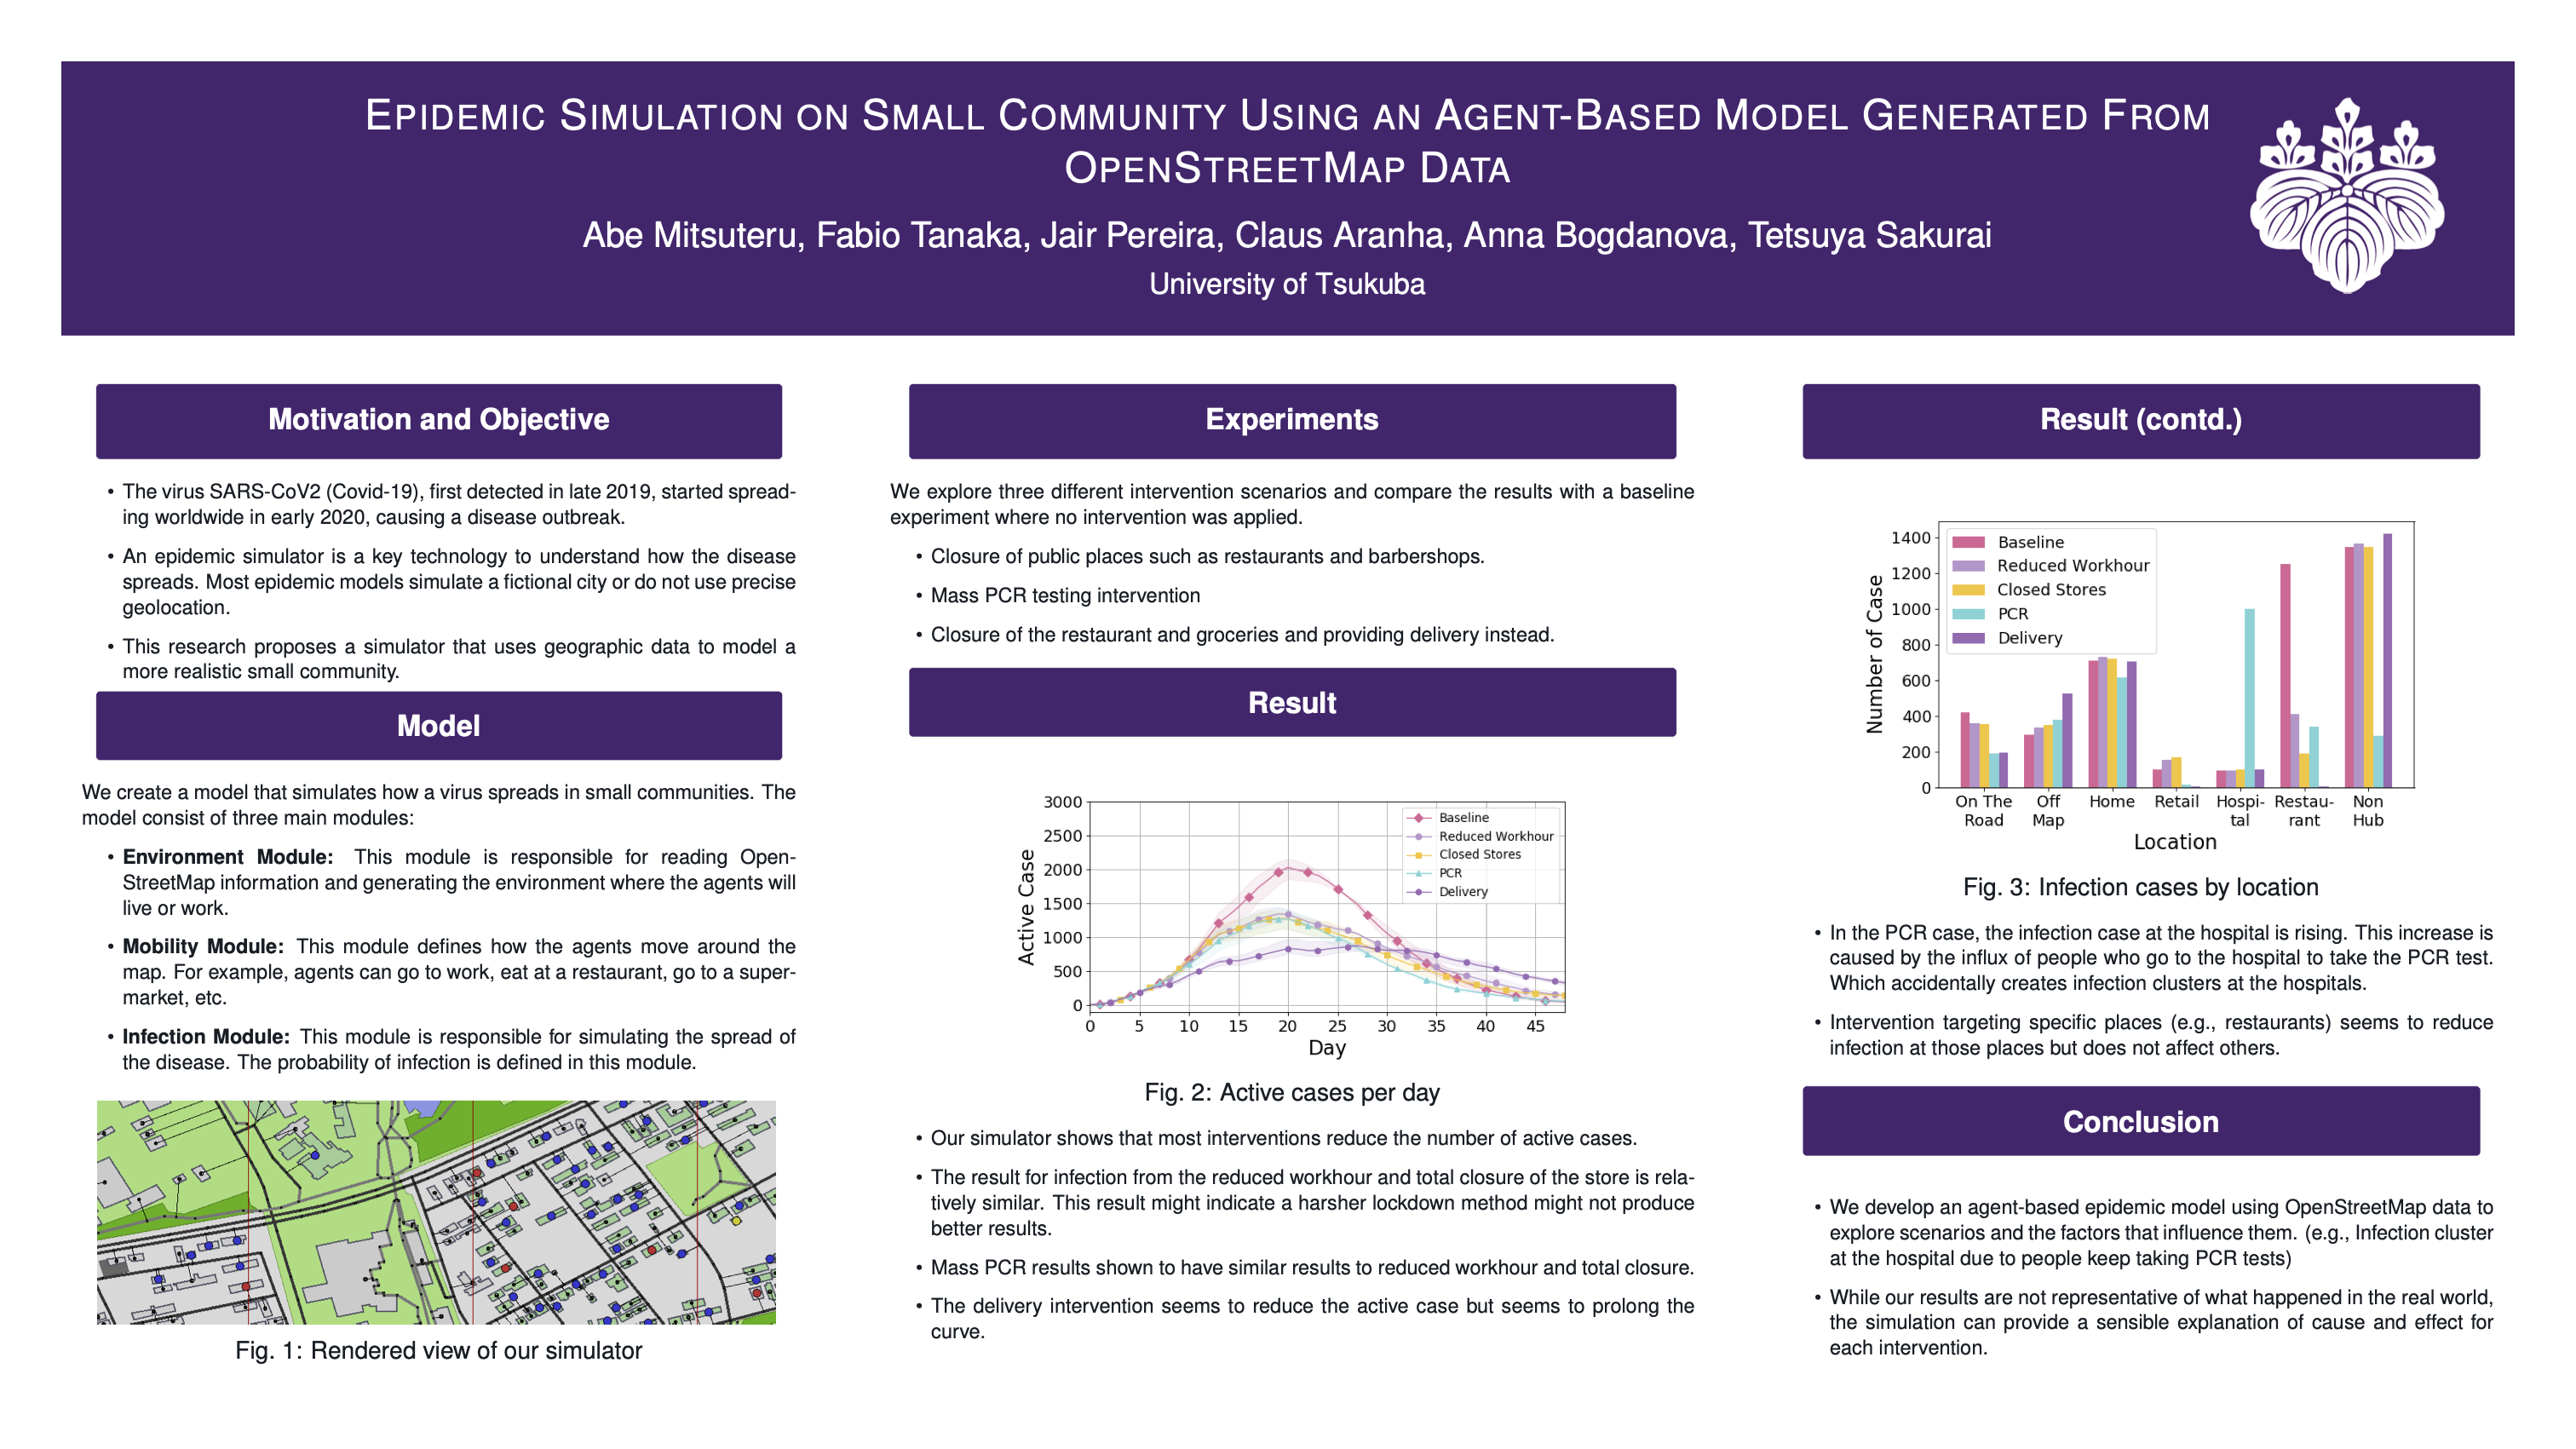 EPIDEMIC SIMULATION ON SMALL COMMUNITY USING AN AGENT-BASED MODEL GENERATED FROM
OPENSTREETMAP DATA
Abe Mitsuteru, Fabio Tanaka, Jair Pereira, Claus Aranha, Anna Bogdanova, Tetsuya Sakurai
University of Tsukuba
Motivation and Objective
• The virus SARS-CoV2 (Covid-19), first detected in late 2019, started spread-
ing worldwide in early 2020, causing a disease outbreak.
• An epidemic simulator is a key technology to understand how the disease
spreads. Most epidemic models simulate a fictional city or do not use precise
geolocation.
• This research proposes a simulator that uses geographic data to model a
more realistic small community.
Model
We create a model that simulates how a virus spreads in small communities. The
model consist of three main modules:
• Environment Module: This module is responsible for reading Open-
StreetMap information and generating the environment where the agents will
live or work.
• Mobility Module: This module defines how the agents move around the
map. For example, agents can go to work, eat at a restaurant, go to a super-
market, etc.
• Infection Module: This module is responsible for simulating the spread of
the disease. The probability of infection is defined in this module.
Fig. 1: Rendered view of our simulator
Experiments
We explore three different intervention scenarios and compare the results with a baseline
experiment where no intervention was applied.
• Closure of public places such as restaurants and barbershops.
• Mass PCR testing intervention
• Closure of the restaurant and groceries and providing delivery instead.
Result
Active Case
3000
2500
2000
1500
1000
500
0
Baseline
Reduced Workhour
Closed Stores
PCR
Delivery
0 5 10 15 20 25 30 35 40 45
Day
Fig. 2: Active cases per day
• Our simulator shows that most interventions reduce the number of active cases.
• The result for infection from the reduced workhour and total closure of the store is rela-
tively similar. This result might indicate a harsher lockdown method might not produce
better results.
• Mass PCR results shown to have similar results to reduced workhour and total closure.
• The delivery intervention seems to reduce the active case but seems to prolong the
curve.
Result (contd.)
Number of Case
1400
1200
1000
800
600
400
200
0
Baseline
Reduced Workhour
Closed Stores
PCR
Delivery
On The Off Home Retail Hospi- Restau- Non
Road Map tal rant Hub
Location
Fig. 3: Infection cases by location
• In the PCR case, the infection case at the hospital is rising. This increase is
caused by the influx of people who go to the hospital to take the PCR test.
Which accidentally creates infection clusters at the hospitals.
• Intervention targeting specific places (e.g., restaurants) seems to reduce
infection at those places but does not affect others.
Conclusion
• We develop an agent-based epidemic model using OpenStreetMap data to
explore scenarios and the factors that influence them. (e.g., Infection cluster
at the hospital due to people keep taking PCR tests)
• While our results are not representative of what happened in the real world,
the simulation can provide a sensible explanation of cause and effect for
each intervention.